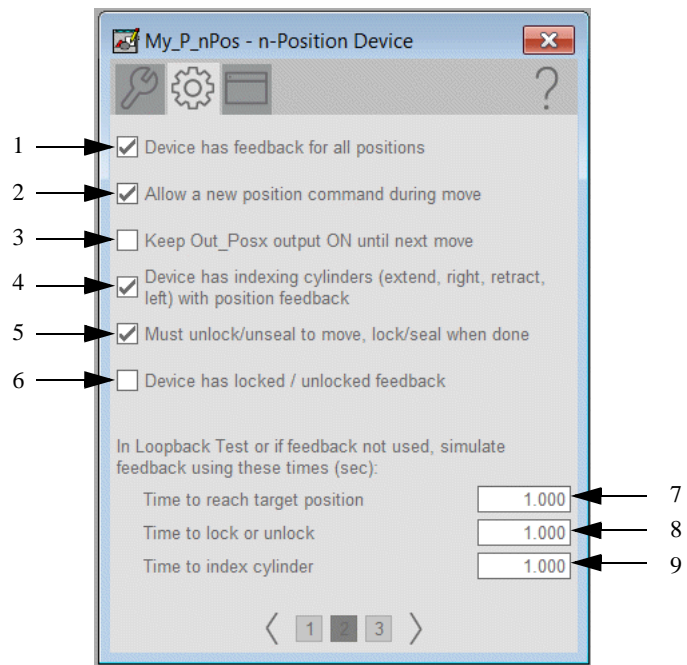 My_P_nPos - n-Position Device
?
1
Device has feedback for all positions
2
Allow a new position command during move
3
Keep Out_Posx output ON until next move
4
Device has indexing cylinders (extend, right, retract,
left) with position feedback
5
Must unlock/unseal to move, lock/seal when done
6
Device has locked / unlocked feedback
In Loopback Test or if feedback not used, simulate
feedback using these times (sec):
Time to reach target position 1.000 7
Time to lock or unlock 1.000 8
Time to index cylinder 1.000 9
1 2 3